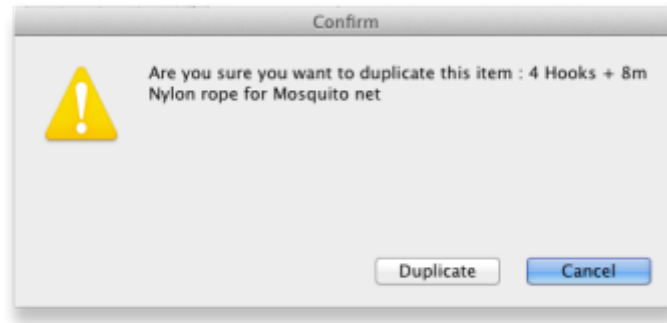 Confirm
Are you sure you want to duplicate this item : 4 Hooks + 8m
Nylon rope for Mosquito net
Duplicate
Cancel